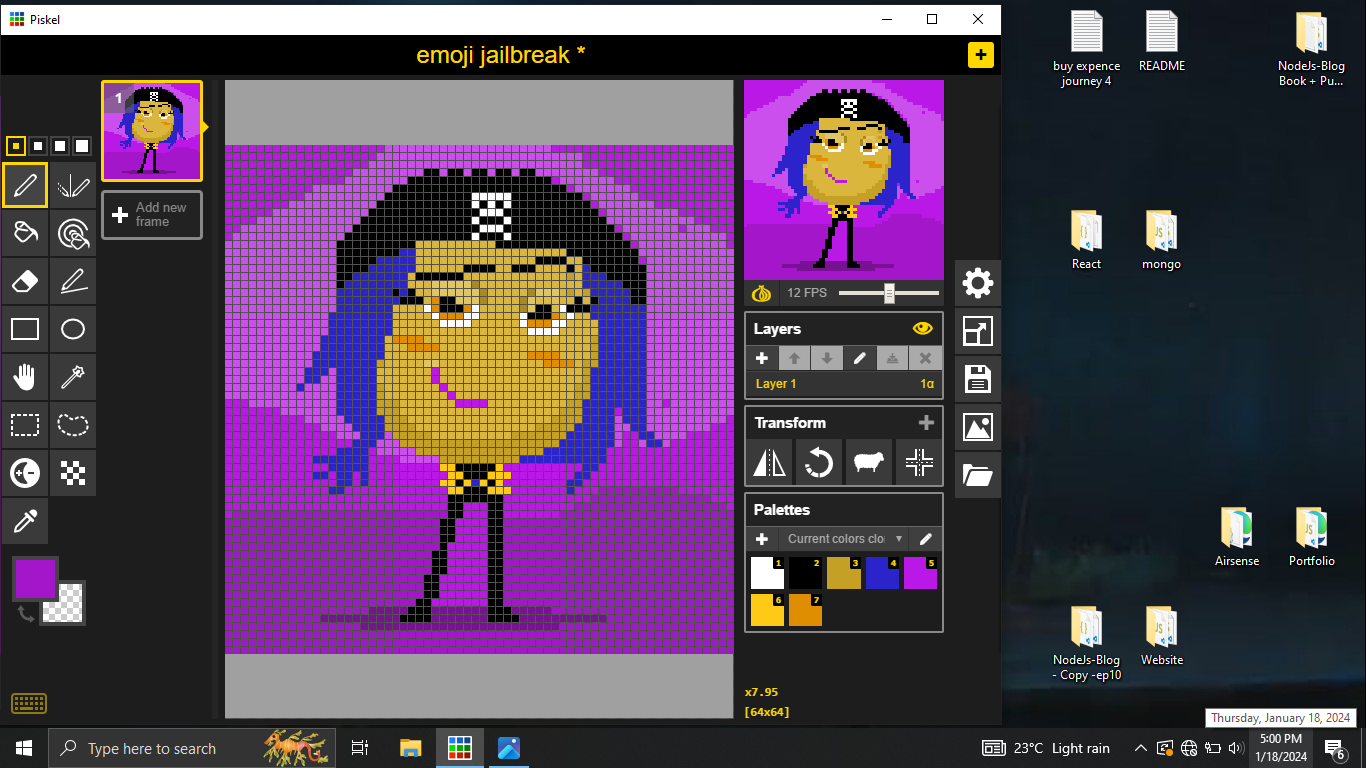 Piskel
emoji jailbreak *
1
Add new
frame
12 FPS
Layers
Layer 1
1α
Transform
Palettes
Current colors clo
1
2
3
4
5
6
7
x7.95
[64x64]
buy expence
journey 4
README
NodeJs-Blog
Book + Pu...
React
mongo
Airsense
Portfolio
NodeJs-Blog
- Copy -ep10
Website
Thursday, January 18, 2024
Type here to search
23°C Light rain
5:00 PM
1/18/2024
6